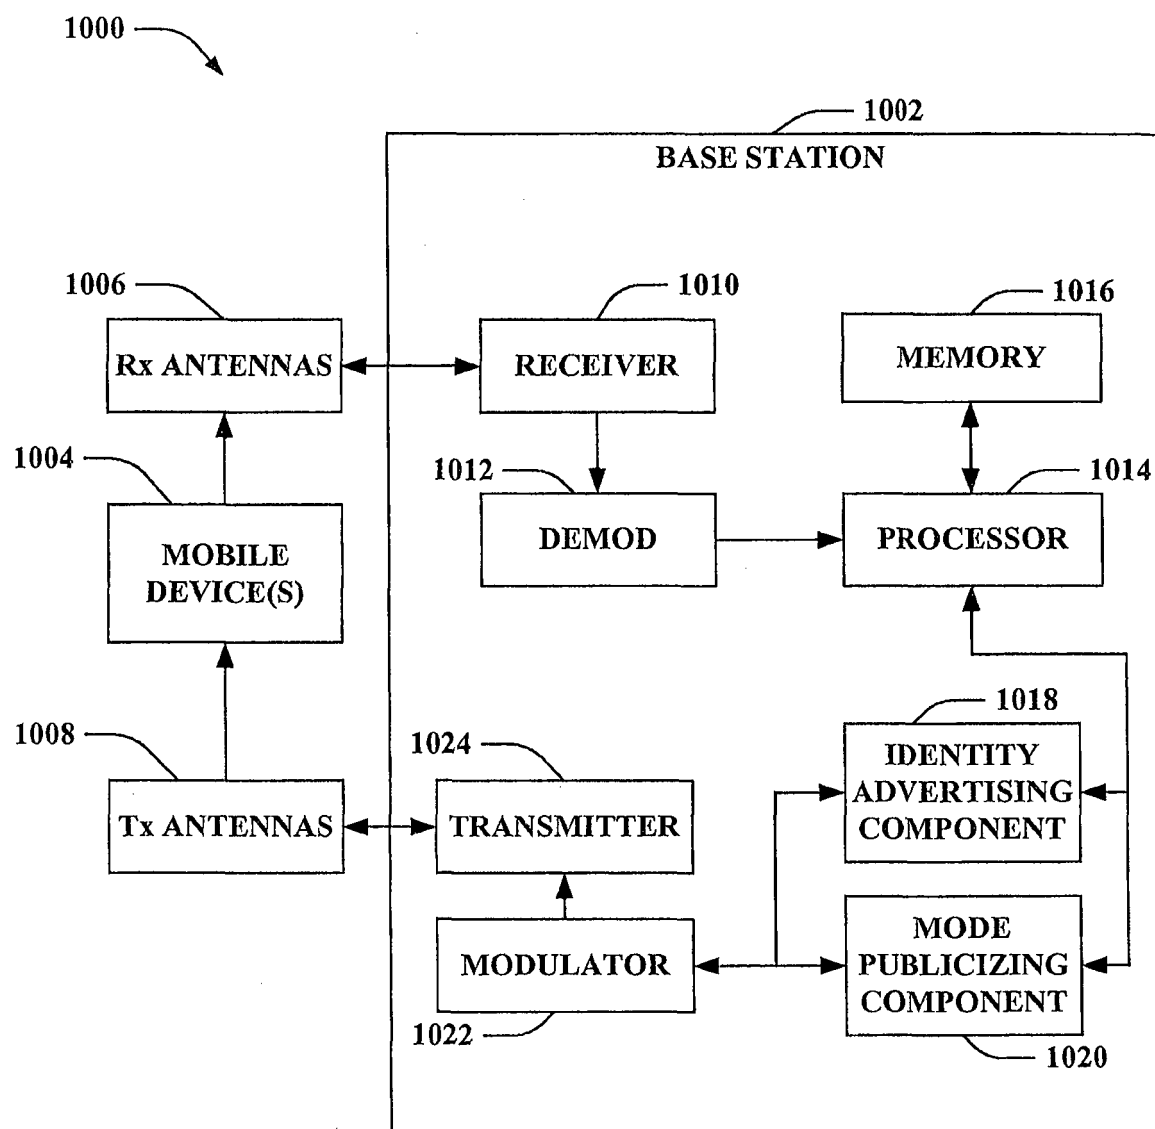 1000
1002
BASE STATION
1006
1010
1016
Rx ANTENNAS
RECEIVER
MEMORY
1004
1012
1014
MOBILE
DEVICE(S)
DEMOD
PROCESSOR
1008
1024
1018
Tx ANTENNAS
TRANSMITTER
IDENTITY
ADVERTISING
COMPONENT
MODULATOR
MODE
PUBLICIZING
COMPONENT
1022
1020